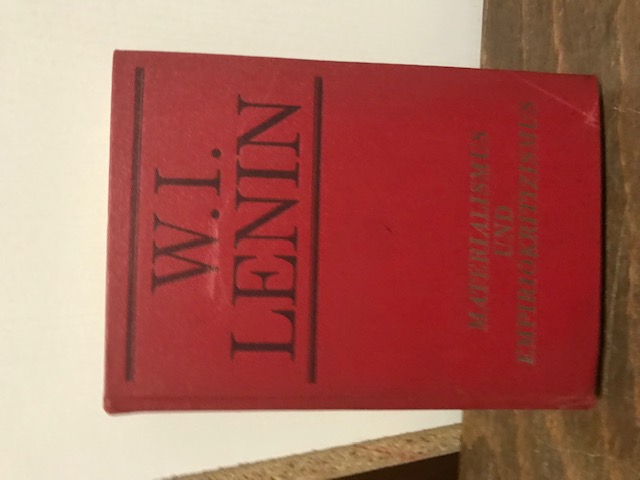 W. I.
LENIN
MATERIALISMUS
UND
EMPIRIOKRITIZISMUS